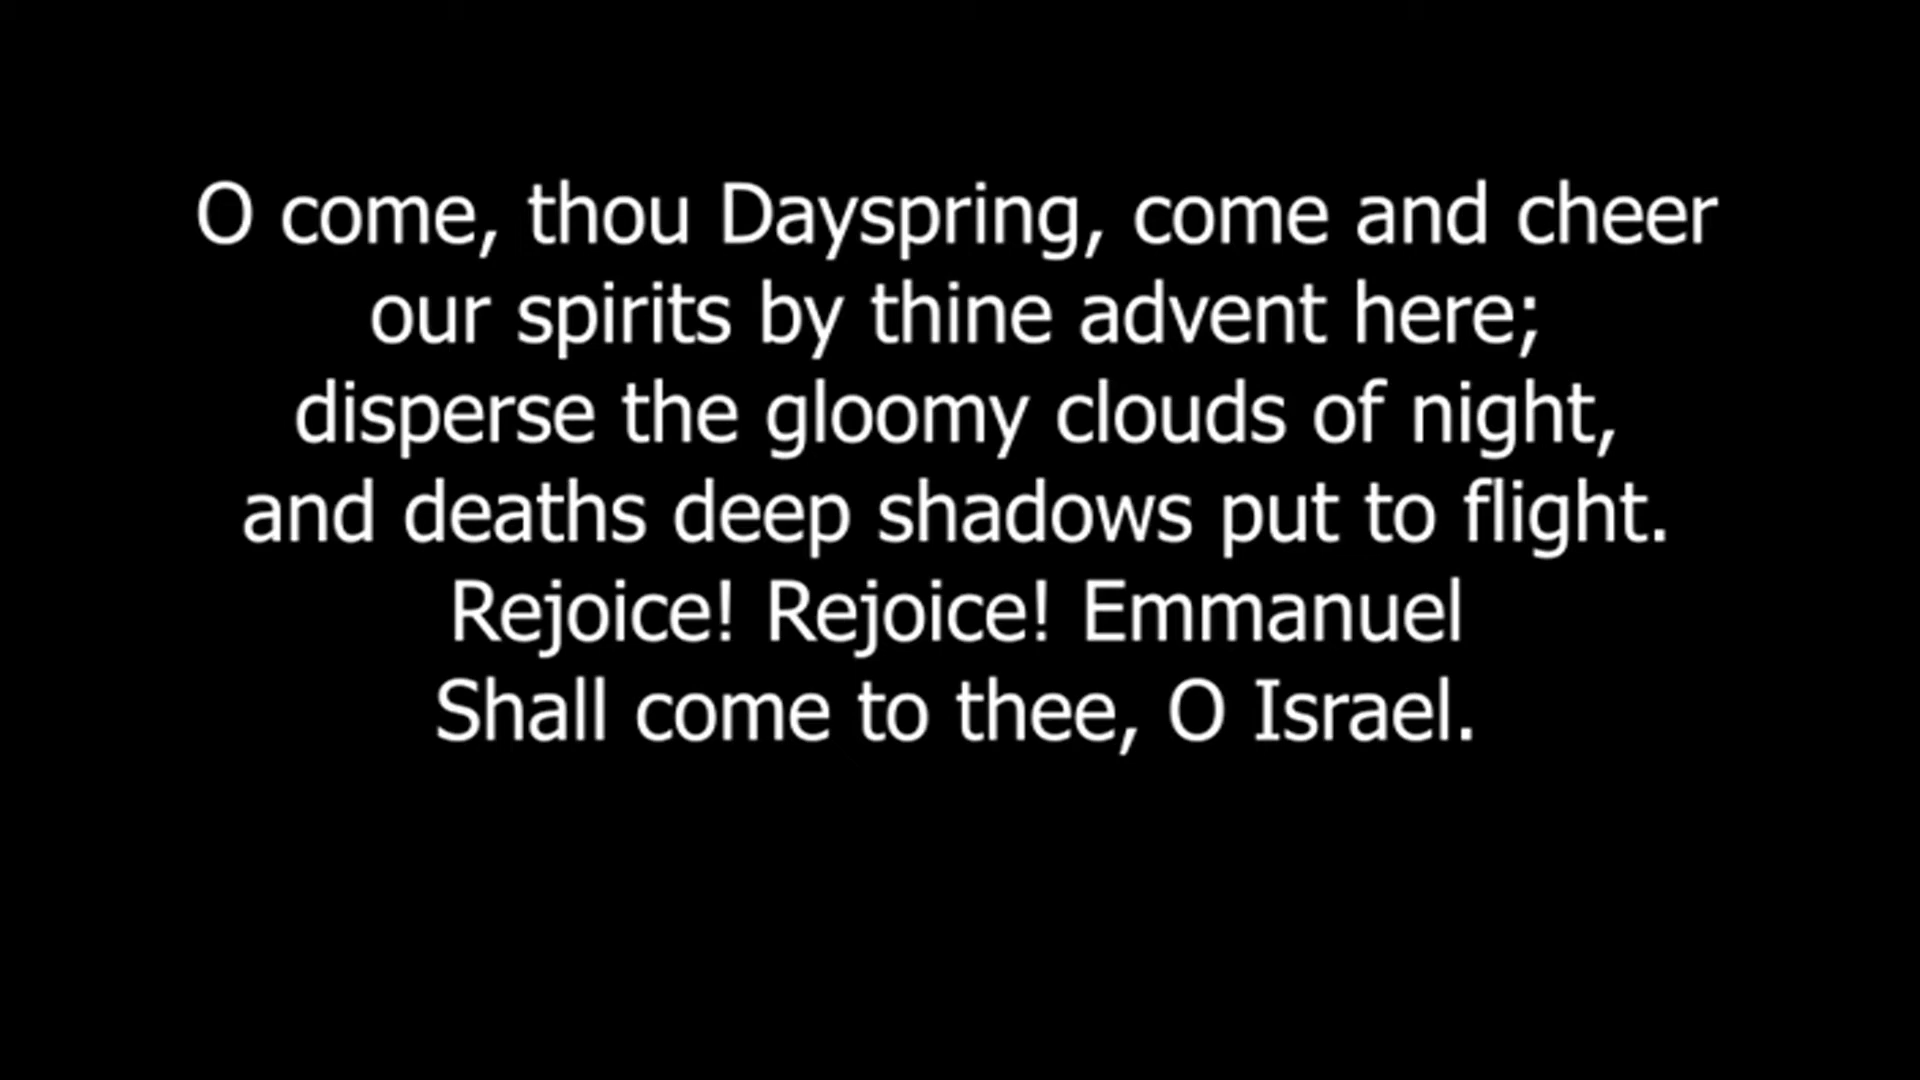 O come, thou Dayspring, come and cheer
our spirits by thine advent here;
disperse the gloomy clouds of night,
and deaths deep shadows put to flight.
Rejoice! Rejoice! Emmanuel
Shall come to thee, O Israel.